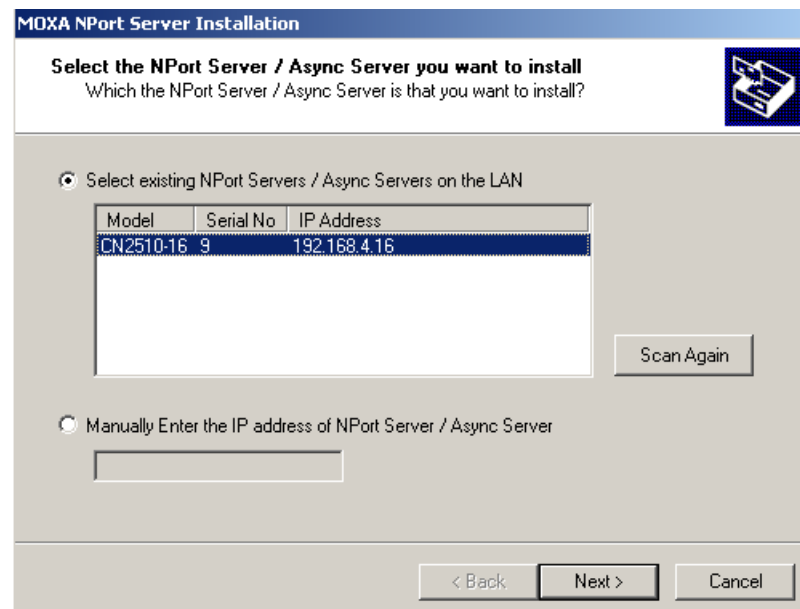 MOXA NPort Server Installation
Select the NPort Server / Async Server you want to install
Which the NPort Server / Async Server is that you want to install?
Select existing NPort Servers / Async Servers on the LAN
Model Serial No IP Address
CN2510-16 9 192.168.4.16
Scan Again
Manually Enter the IP address of NPort Server / Async Server
< Back Next > Cancel